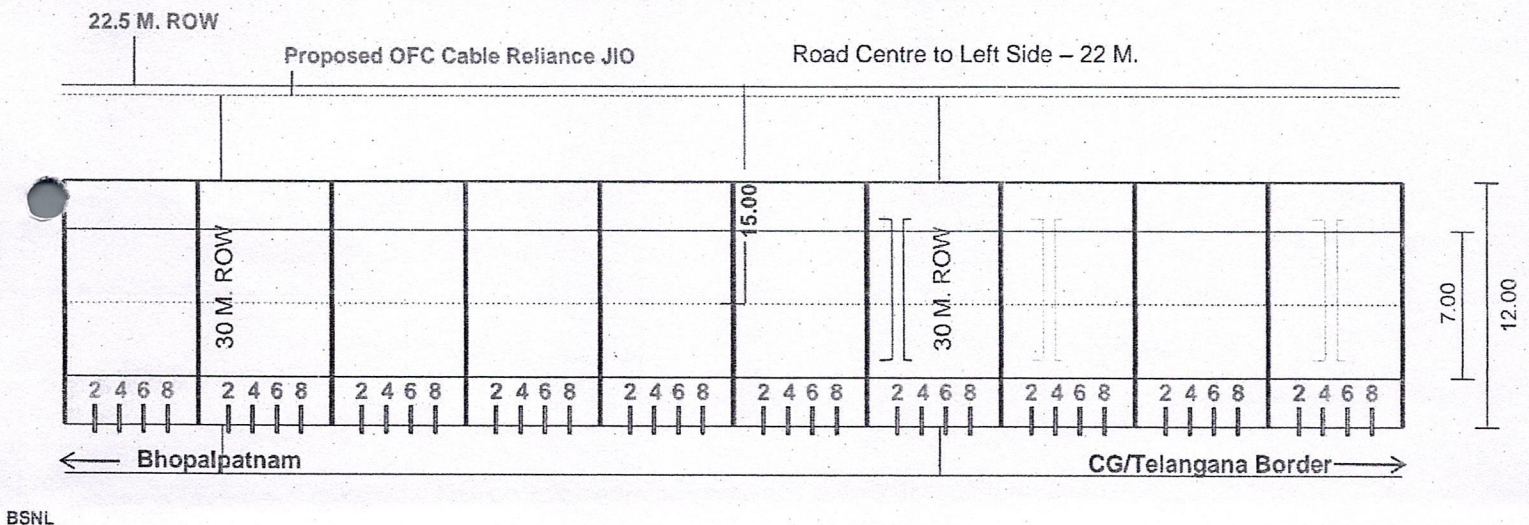 22.5 M. ROW
Proposed OFC Cable Reliance JIO
Road Centre to Left Side – 22 M.
15.00
30 M. ROW
30 M. ROW
7.00
12.00
2 4 6 8 2 4 6 8 2 4 6 8 2 4 6 8 2 4 6 8 2 4 6 8 2 4 6 8 2 4 6 8 2 4 6 8 2 4 6 8
Bhopalpatnam
CG/Telangana Border
BSNL